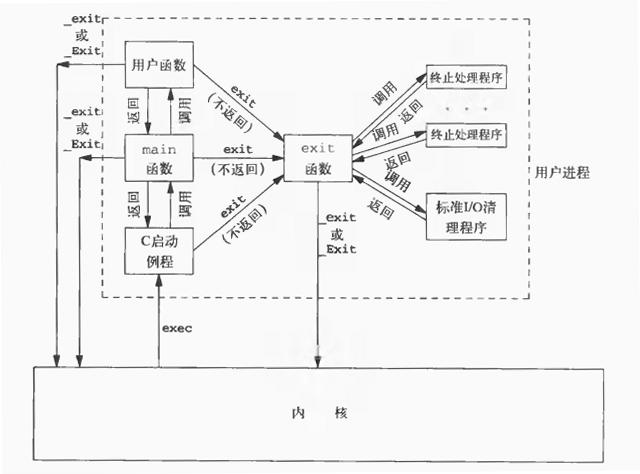 _exit
或
_Exit
用户函数
exit
(不返回)
调用
返回
终止处理程序
. . .
_exit
或
_Exit
返回
调用
main
函数
exit
(不返回)
exit
函数
调用
返回
终止处理程序
用户进程
返回
调用
exit
(不返回)
调用
返回
标准I/O清
理程序
C启动
例程
_exit
或
_Exit
exec
内 核